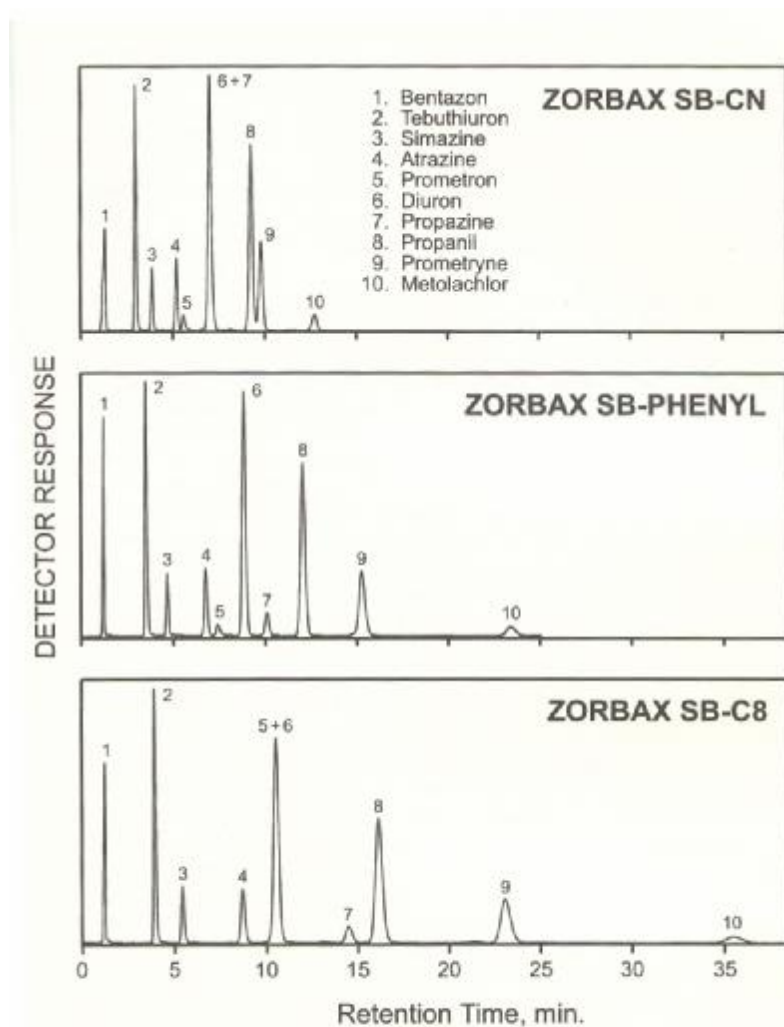 ZORBAX SB-CN
1. Bentazon
2. Tebuthiuron
3. Simazine
4. Atrazine
5. Prometron
6. Diuron
7. Propazine
8. Propanil
9. Prometryne
10. Metolachlor
1
2
3
4
5
6+7
8
9
10
ZORBAX SB-PHENYL
1
2
3
4
5
6
7
8
9
10
ZORBAX SB-C8
1
2
3
4
5+6
7
8
9
10
DETECTOR RESPONSE
0 5 10 15 20 25 30 35
Retention Time, min.